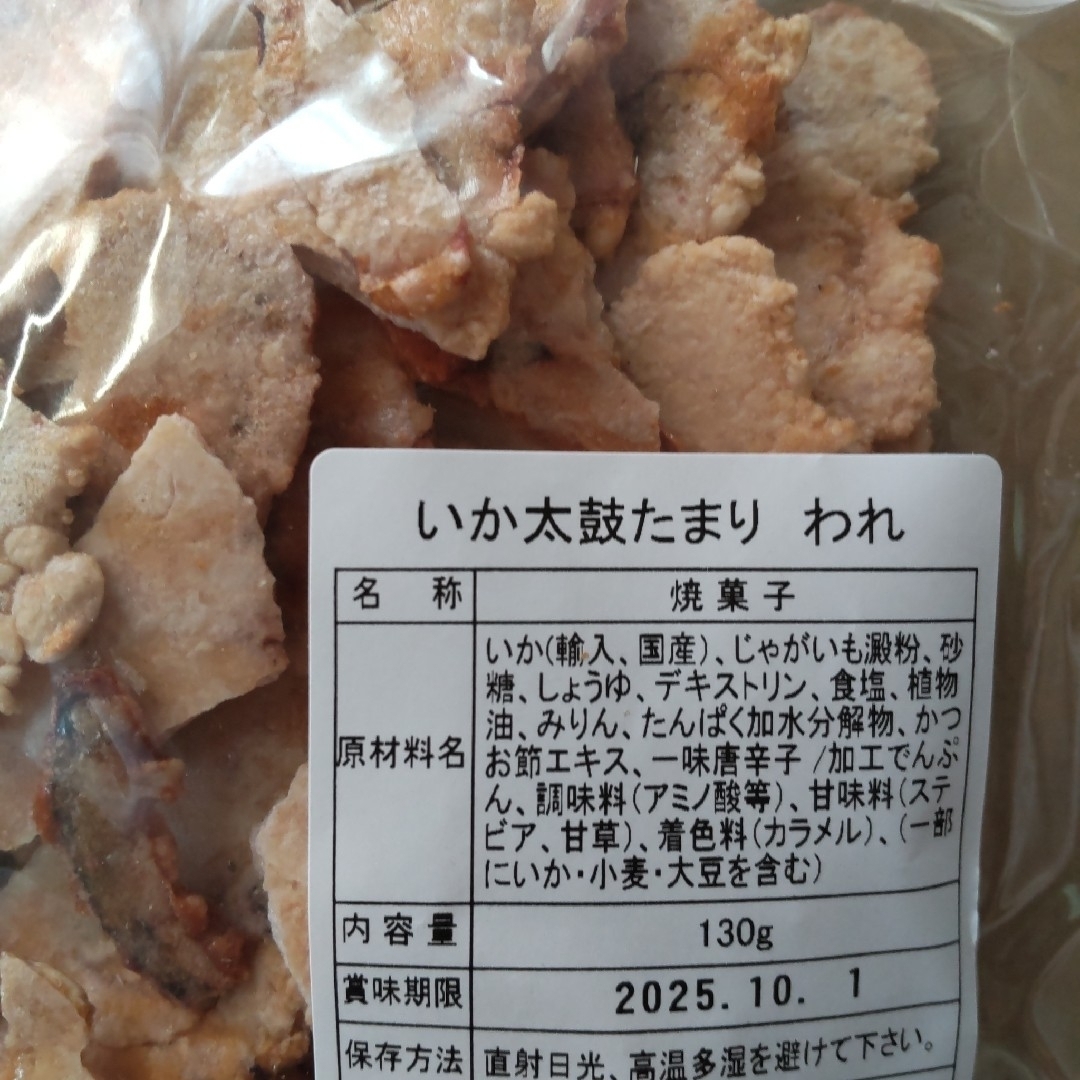 いか太鼓たまり われ
名 称 焼菓子
原材料名
いか(輸入、国産)、じゃがいも澱粉、砂
糖、しょうゆ、デキストリン、食塩、植物
油、みりん、たんぱく加水分解物、かつ
お節エキス、一味唐辛子/加工でんぷ
ん、調味料(アミノ酸等)、甘味料(ステ
ビア、甘草)、着色料(カラメル)、(一部
にいか・小麦・大豆を含む)
内容量 130g
賞味期限 2025.10. 1
保存方法 直射日光、高温多湿を避けて下さい。